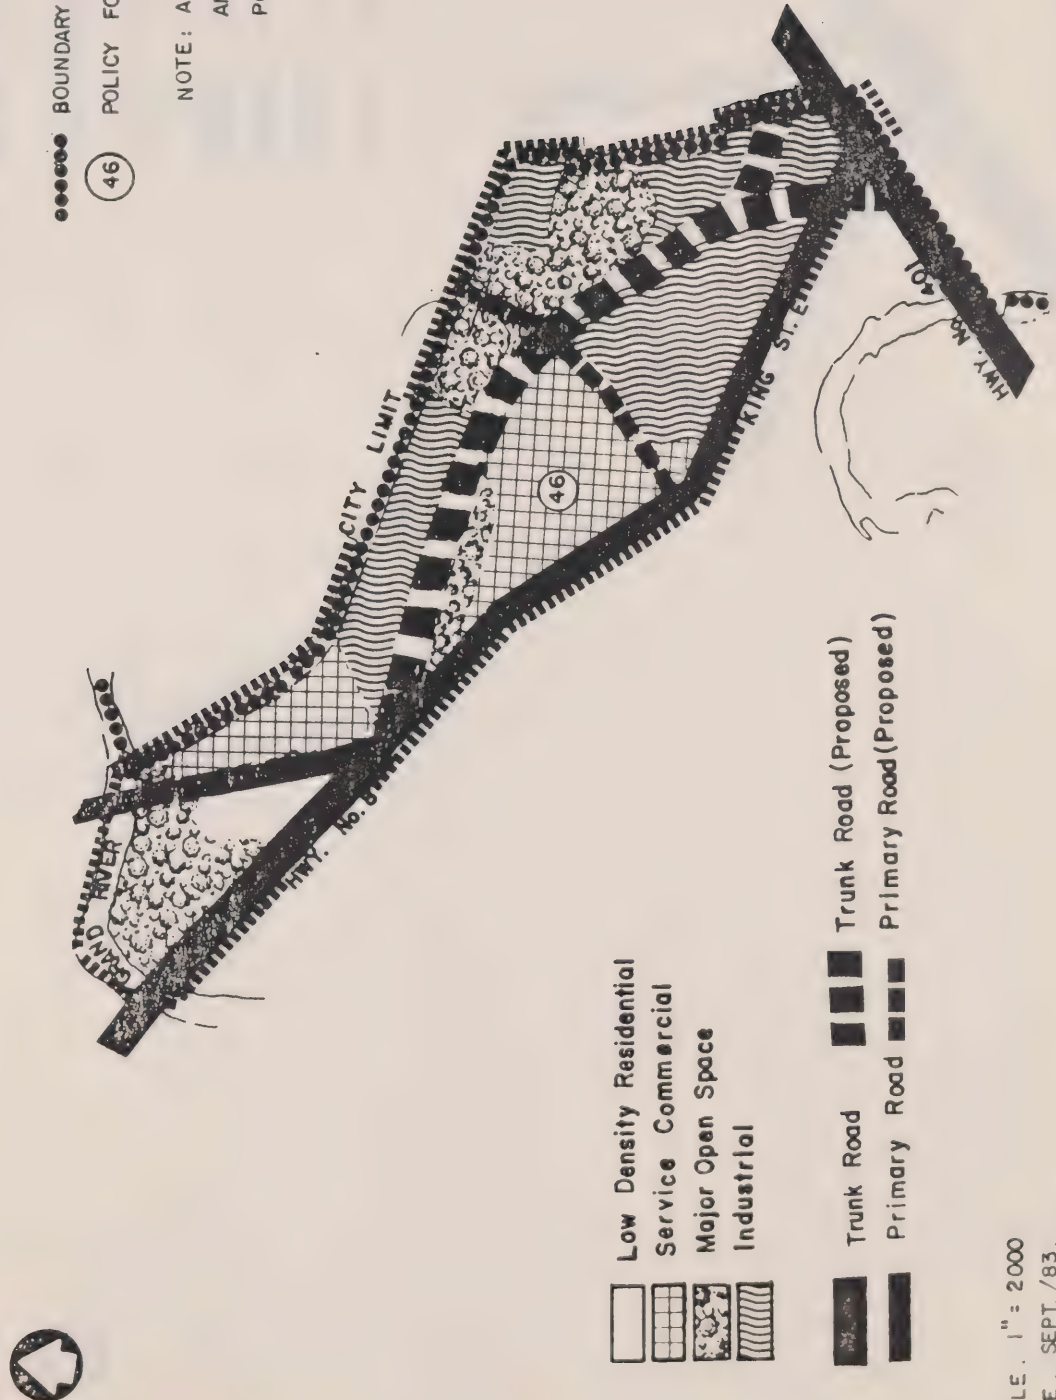 BOUNDARY
46 POLICY FO
NOTE: A
CITY LIMIT
GRAND RIVER
HWY. No. 8
46
KING ST. E.
HWY. No. 401
Low Density Residential
Service Commercial
Major Open Space
Industrial
Trunk Road
Trunk Road (Proposed)
Primary Road
Primary Road (Proposed)
LE. 1" = 2000
E. SEPT./83.